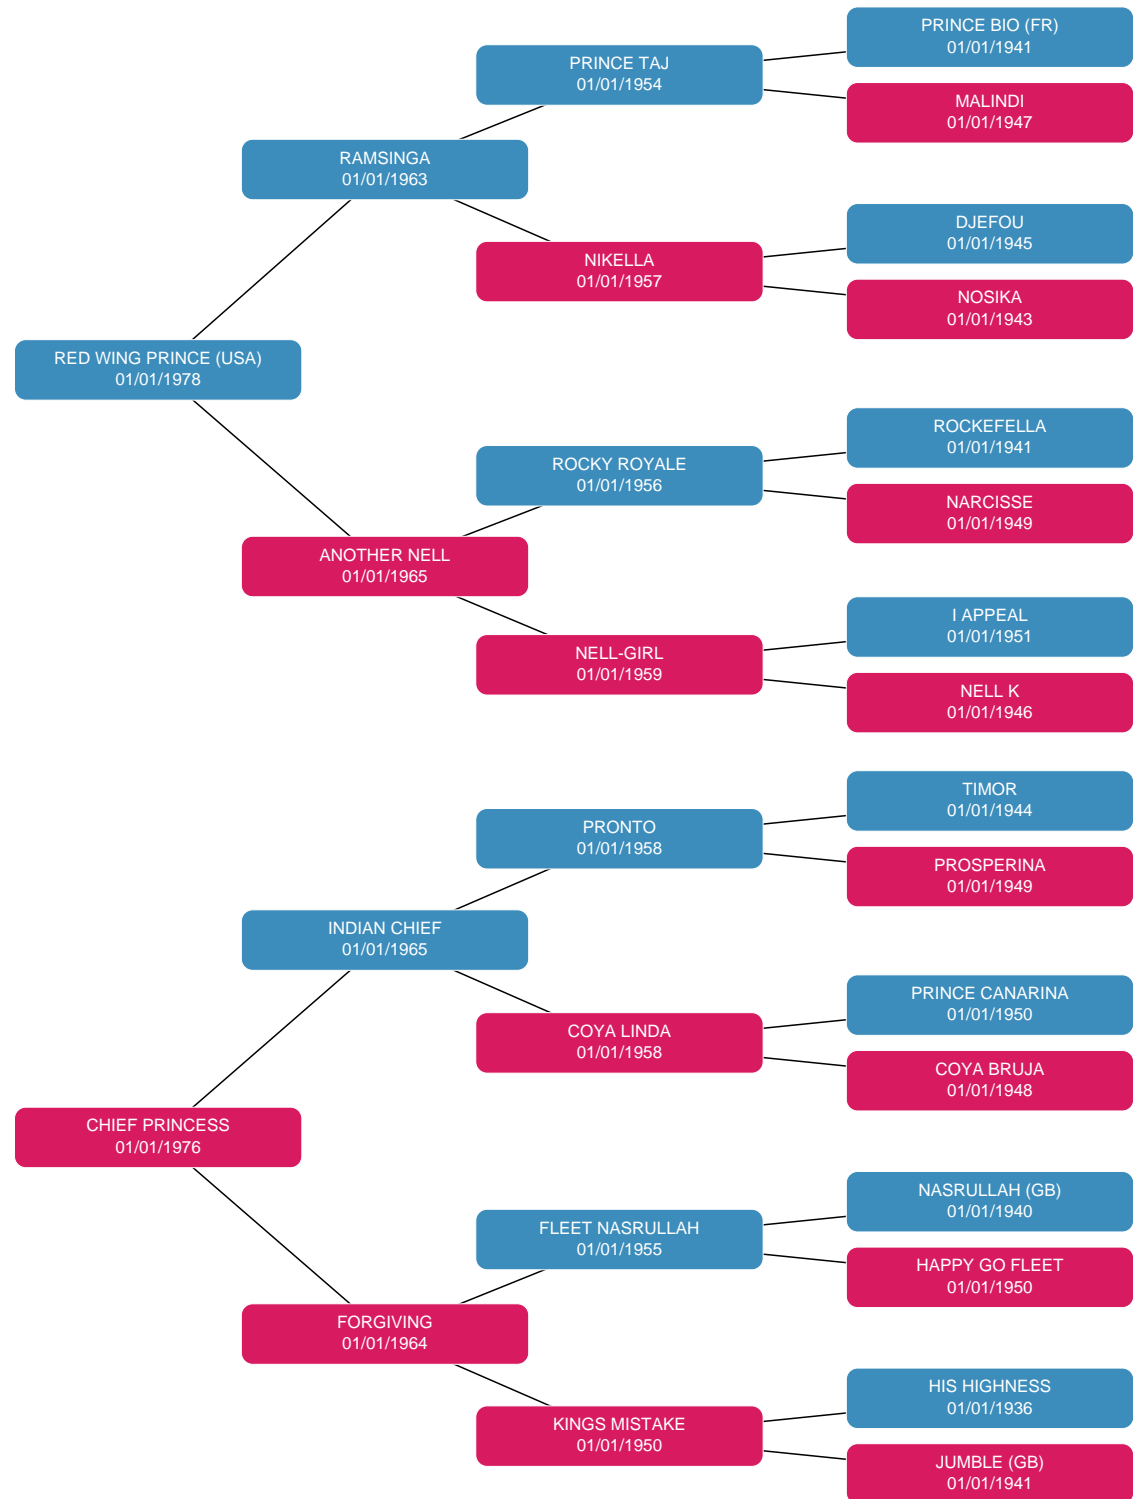 PRINCE BIO (FR)
01/01/1941
PRINCE TAJ
01/01/1954
MALINDI
01/01/1947
RAMSINGA
01/01/1963
DJEFOU
01/01/1945
NIKELLA
01/01/1957
NOSIKA
01/01/1943
RED WING PRINCE (USA)
01/01/1978
ROCKEFELLA
01/01/1941
ROCKY ROYALE
01/01/1956
NARCISSE
01/01/1949
ANOTHER NELL
01/01/1965
I APPEAL
01/01/1951
NELL-GIRL
01/01/1959
NELL K
01/01/1946
TIMOR
01/01/1944
PRONTO
01/01/1958
PROSPERINA
01/01/1949
INDIAN CHIEF
01/01/1965
PRINCE CANARINA
01/01/1950
COYA LINDA
01/01/1958
COYA BRUJA
01/01/1948
CHIEF PRINCESS
01/01/1976
NASRULLAH (GB)
01/01/1940
FLEET NASRULLAH
01/01/1955
HAPPY GO FLEET
01/01/1950
FORGIVING
01/01/1964
HIS HIGHNESS
01/01/1936
KINGS MISTAKE
01/01/1950
JUMBLE (GB)
01/01/1941